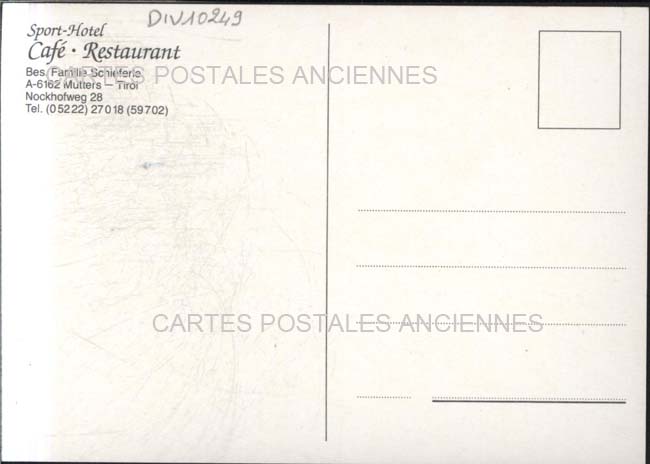 DIV10249
Sport-Hotel
Café · Restaurant
Bes. Familie Schieferle
CARTES POSTALES ANCIENNES
A-6162 Mutters — Tirol
Nockhofweg 28
Tel. (05222) 27018 (59702)
CARTES POSTALES ANCIENNES